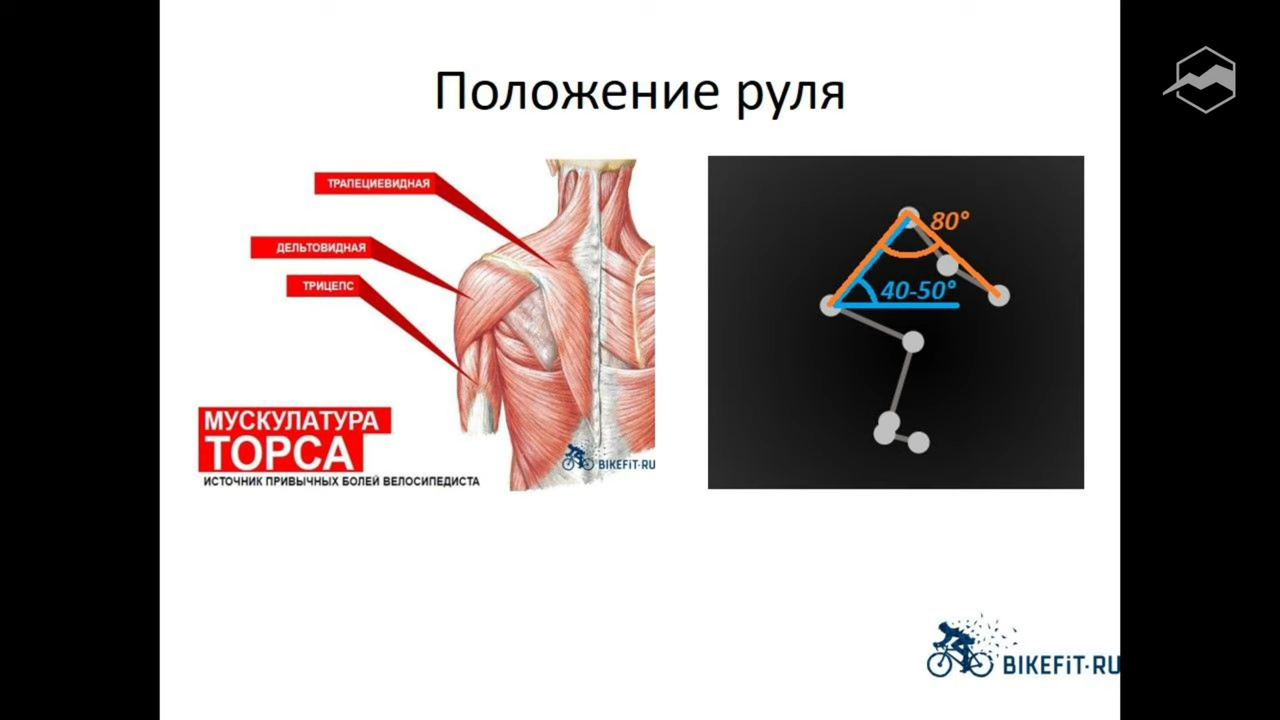 Положение руля
ТРАПЕЦИЕВИДНАЯ
ДЕЛЬТОВИДНАЯ
ТРИЦЕПС
МУСКУЛАТУРА
ТОРСА
ИСТОЧНИК ПРИВЫЧНЫХ БОЛЕЙ ВЕЛОСИПЕДИСТА
BIKEFiT·RU
80°
40-50°
BIKEFiT·RU